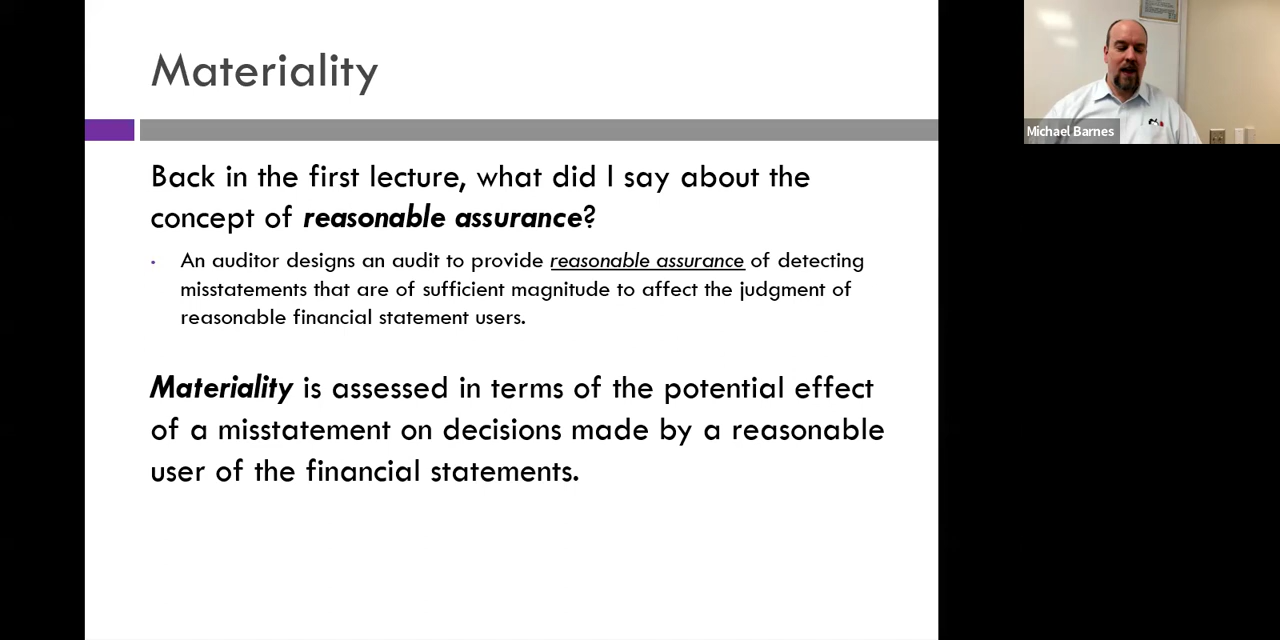 Materiality
Back in the first lecture, what did I say about the
concept of reasonable assurance?
• An auditor designs an audit to provide reasonable assurance of detecting
misstatements that are of sufficient magnitude to affect the judgment of
reasonable financial statement users.
Materiality is assessed in terms of the potential effect
of a misstatement on decisions made by a reasonable
user of the financial statements.
Michael Barnes